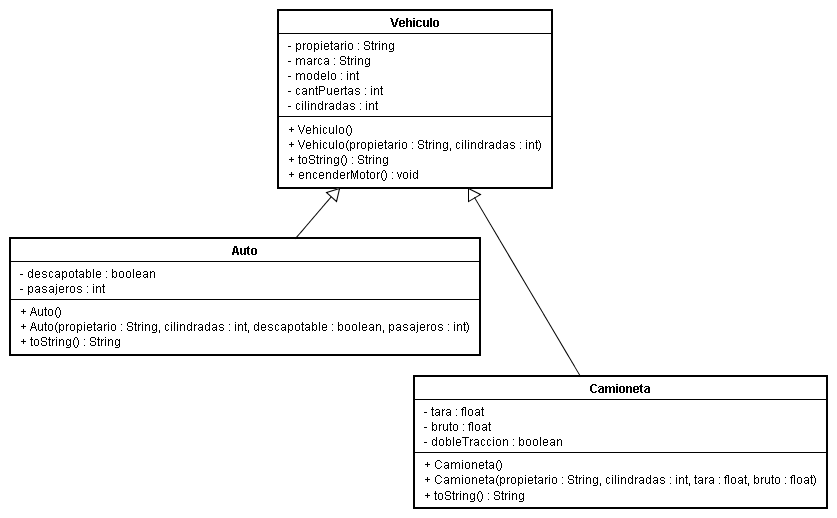 Vehiculo
- propietario : String
- marca : String
- modelo : int
- cantPuertas : int
- cilindradas : int
+ Vehiculo()
+ Vehiculo(propietario : String, cilindradas : int)
+ toString() : String
+ encenderMotor() : void
Auto
- descapotable : boolean
- pasajeros : int
+ Auto()
+ Auto(propietario : String, cilindradas : int, descapotable : boolean, pasajeros : int)
+ toString() : String
Camioneta
- tara : float
- bruto : float
- dobleTraccion : boolean
+ Camioneta()
+ Camioneta(propietario : String, cilindradas : int, tara : float, bruto : float)
+ toString() : String